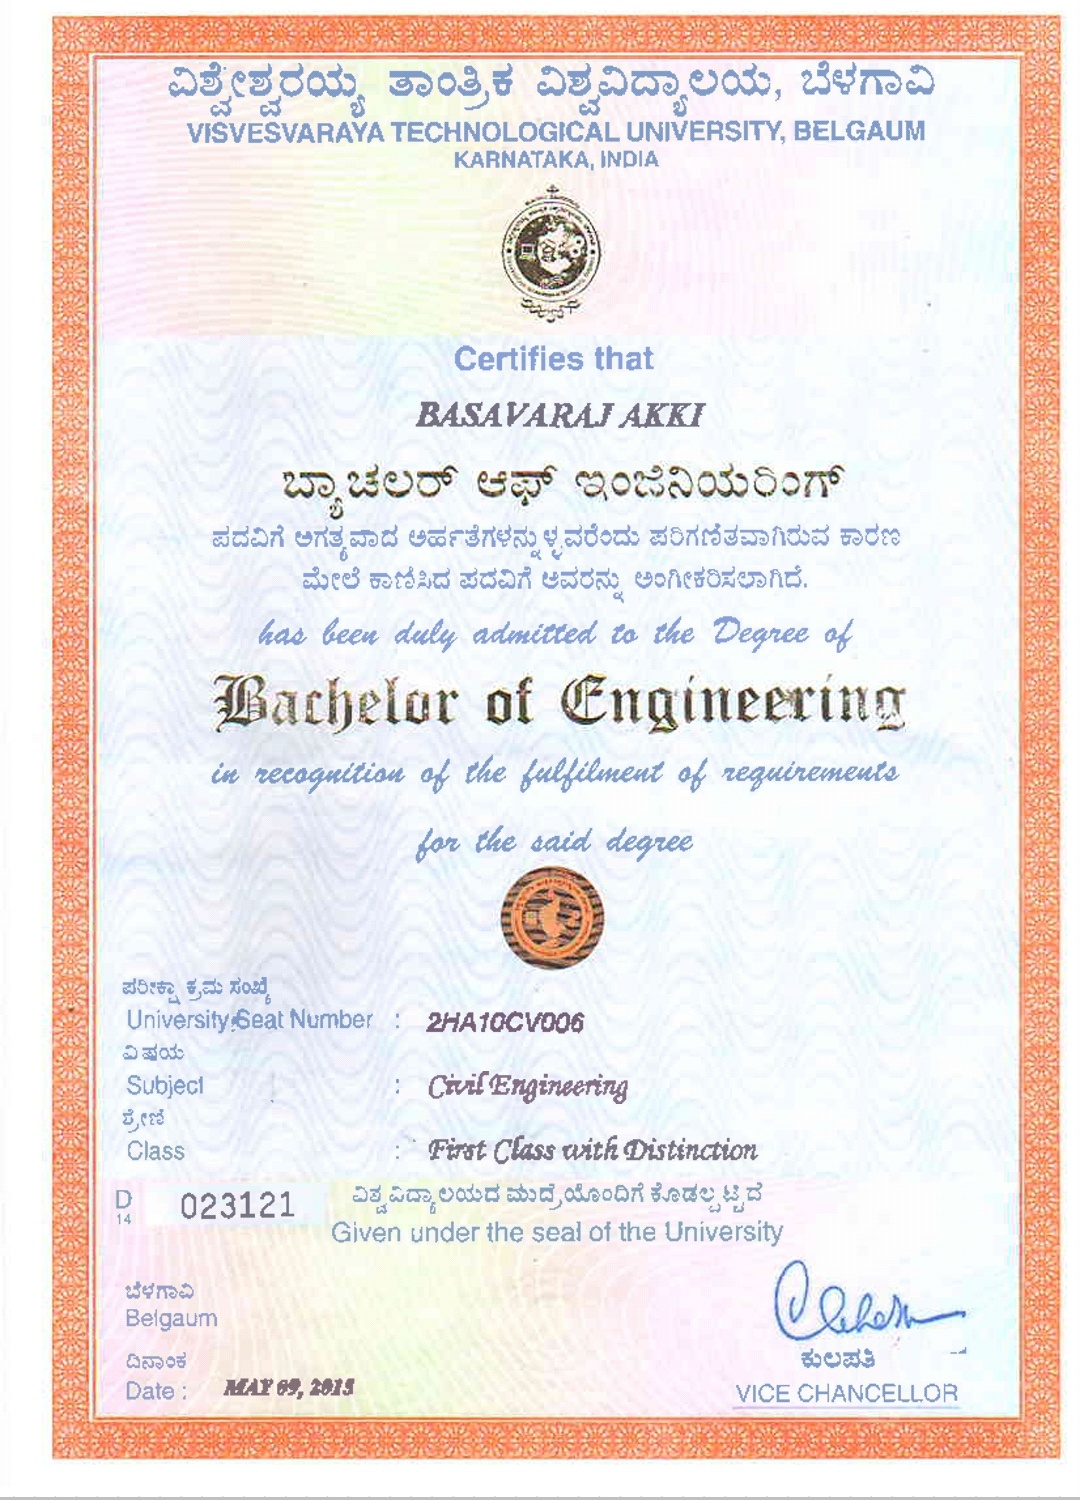 ವಿಶ್ವೇಶ್ವರಯ್ಯ ತಾಂತ್ರಿಕ ವಿಶ್ವವಿದ್ಯಾಲಯ, ಬೆಳಗಾವಿ
VISVESVARAYA TECHNOLOGICAL UNIVERSITY, BELGAUM
KARNATAKA, INDIA
Certifies that
BASAVARAJ AKKI
ಬ್ಯಾಚಲರ್ ಆಫ್ ಇಂಜಿನಿಯರಿಂಗ್
ಪದವಿಗೆ ಅಗತ್ಯವಾದ ಅರ್ಹತೆಗಳನ್ನುಳ್ಳವರೆಂದು ಪರಿಗಣಿತವಾಗಿರುವ ಕಾರಣ
ಮೇಲೆ ಕಾಣಿಸಿದ ಪದವಿಗೆ ಅವರನ್ನು ಅಂಗೀಕರಿಸಲಾಗಿದೆ.
has been duly admitted to the Degree of
Bachelor of Engineering
in recognition of the fulfilment of requirements
for the said degree
ಪರೀಕ್ಷಾ ಕ್ರಮ ಸಂಖ್ಯೆ
University Seat Number : 2HA10CV006
ವಿಷಯ
Subject : Civil Engineering
ಶ್ರೇಣಿ
Class : First Class with Distinction
D 14 023121
ವಿಶ್ವವಿದ್ಯಾಲಯದ ಮುದ್ರೆಯೊಂದಿಗೆ ಕೊಡಲ್ಪಟ್ಟಿದೆ
Given under the seal of the University
ಬೆಳಗಾವಿ
Belgaum
ದಿನಾಂಕ
Date : MAY 09, 2015
ಕುಲಪತಿ
VICE CHANCELLOR